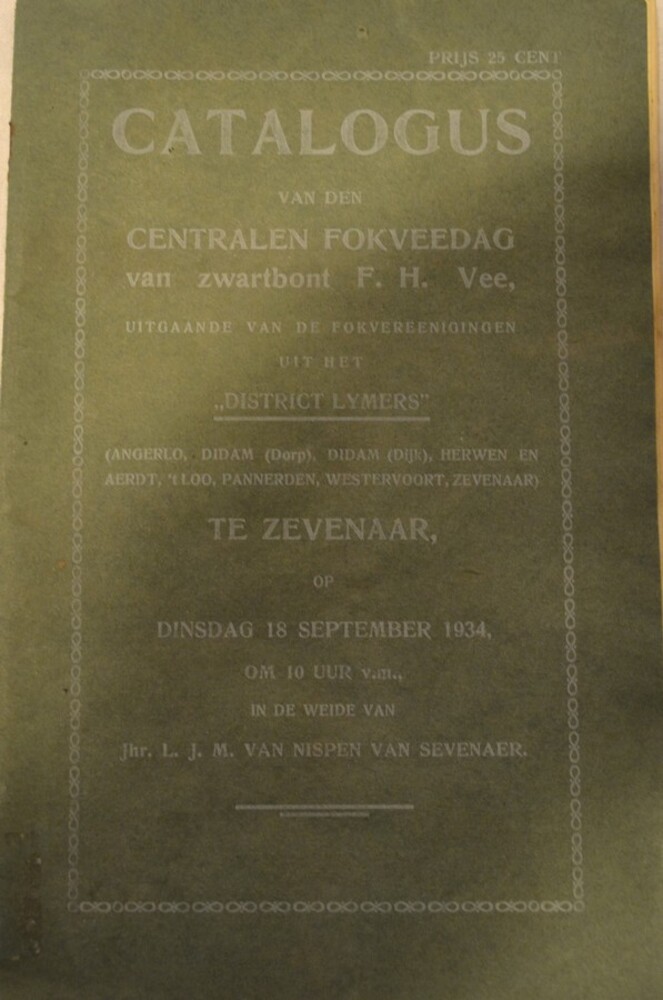 PRIJS 25 CENT
CATALOGUS
VAN DEN
CENTRALEN FOKVEEDAG
van zwartbont F. H. Vee,
UITGAANDE VAN DE FOKVEREENIGINGEN
UIT HET
„DISTRICT LYMERS”
(ANGERLO, DIDAM (Dorp), DIDAM (Dijk), HERWEN EN
AERDT, 't LOO, PANNERDEN, WESTERVOORT, ZEVENAAR)
TE ZEVENAAR,
OP
DINSDAG 18 SEPTEMBER 1934,
OM 10 UUR v.m.,
IN DE WEIDE VAN
Jhr. L. J. M. VAN NISPEN VAN SEVENAER.